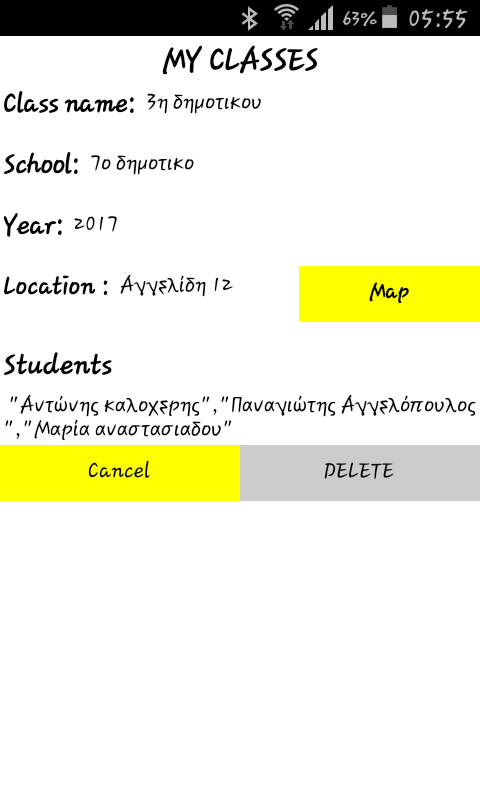 63% 05:55
MY CLASSES
Class name: 3η δημοτικου
School: 7ο δημοτικο
Year: 2017
Location : Αγγελίδη 12
Map
Students
"Αντώνης καλοχερης","Παναγιώτης Αγγελόπουλος
","Μαρία αναστασιαδου"
Cancel DELETE